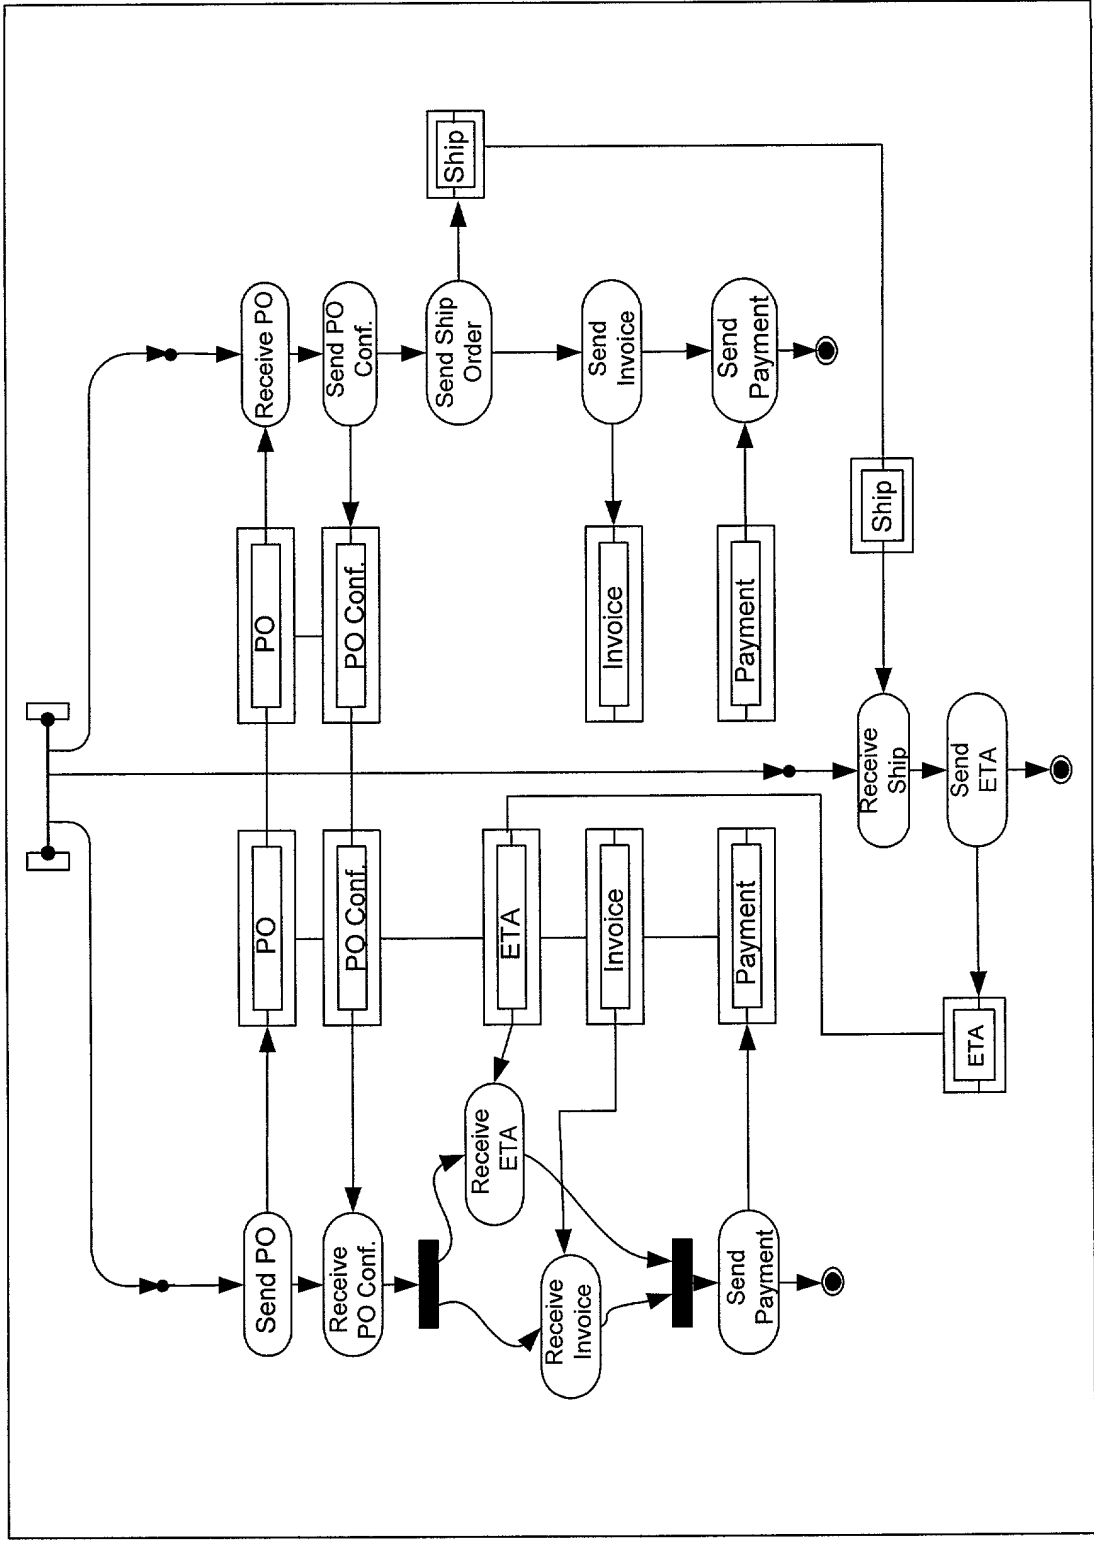 Send PO
PO
PO
Receive PO
Receive
PO Conf.
PO Conf.
PO Conf.
Send PO
Conf.
Send Ship
Order
Ship
Receive
ETA
ETA
Receive
Invoice
Invoice
Invoice
Send
Invoice
Send
Payment
Payment
Payment
Send
Payment
Receive
Ship
Ship
ETA
Send
ETA